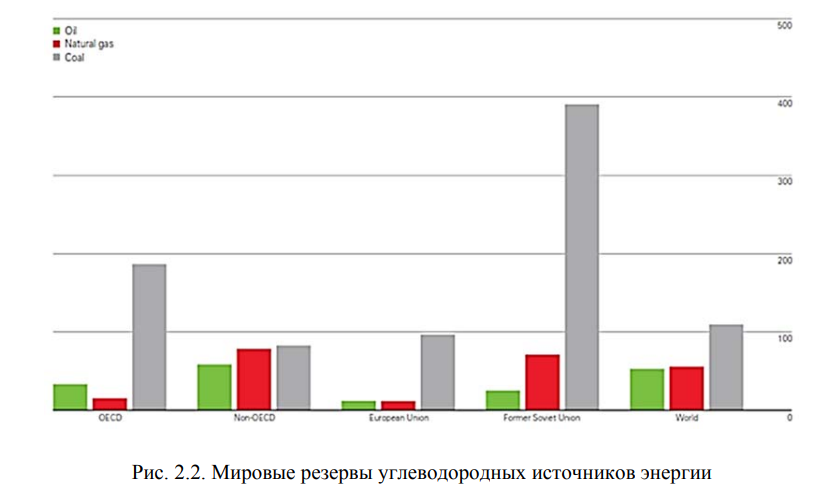 500
Oil
Natural gas
Coal
400
300
200
100
OECD Non-OECD European Union Former Soviet Union World 0
Рис. 2.2. Мировые резервы углеводородных источников энергии